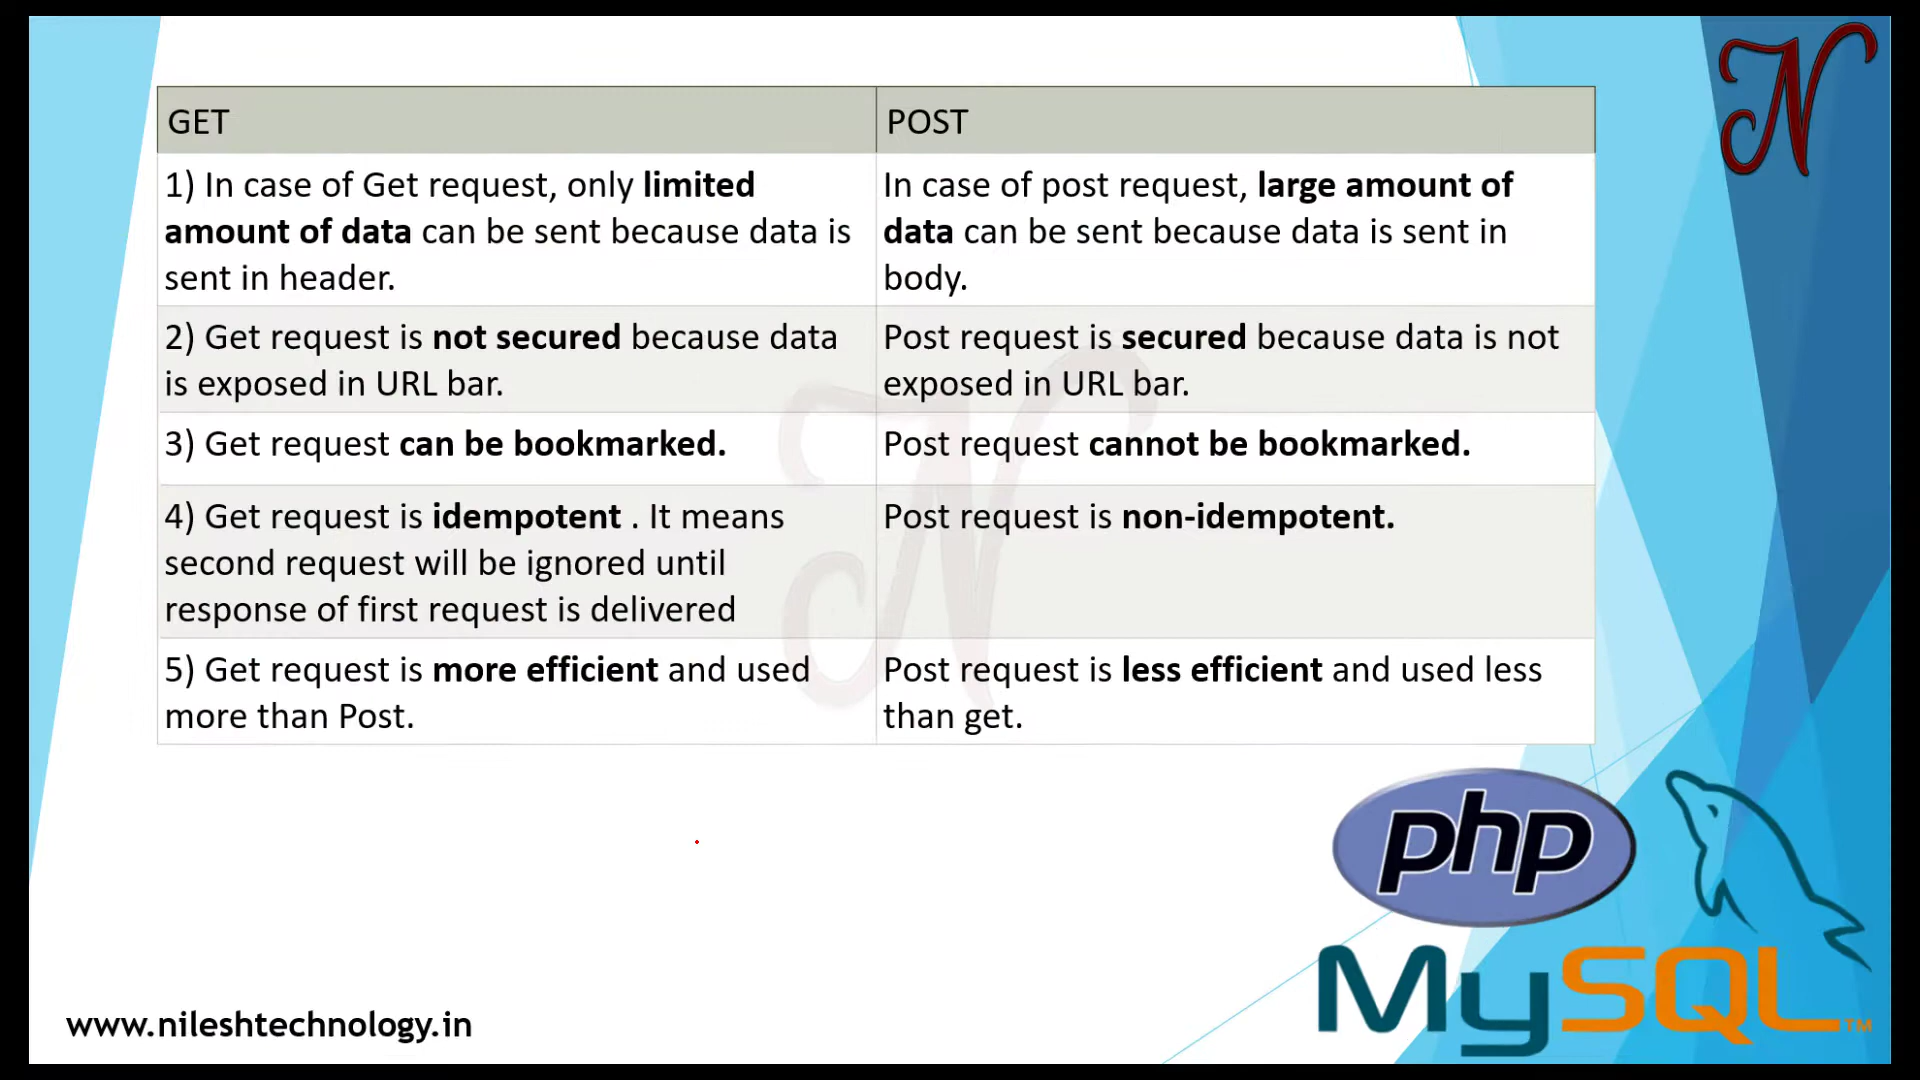 GET
POST
1) In case of Get request, only limited
amount of data can be sent because data is
sent in header.
In case of post request, large amount of
data can be sent because data is sent in
body.
2) Get request is not secured because data
is exposed in URL bar.
Post request is secured because data is not
exposed in URL bar.
3) Get request can be bookmarked.
Post request cannot be bookmarked.
4) Get request is idempotent . It means
second request will be ignored until
response of first request is delivered
Post request is non-idempotent.
5) Get request is more efficient and used
more than Post.
Post request is less efficient and used less
than get.
N
N
php
MySQL™
www.nileshtechnology.in